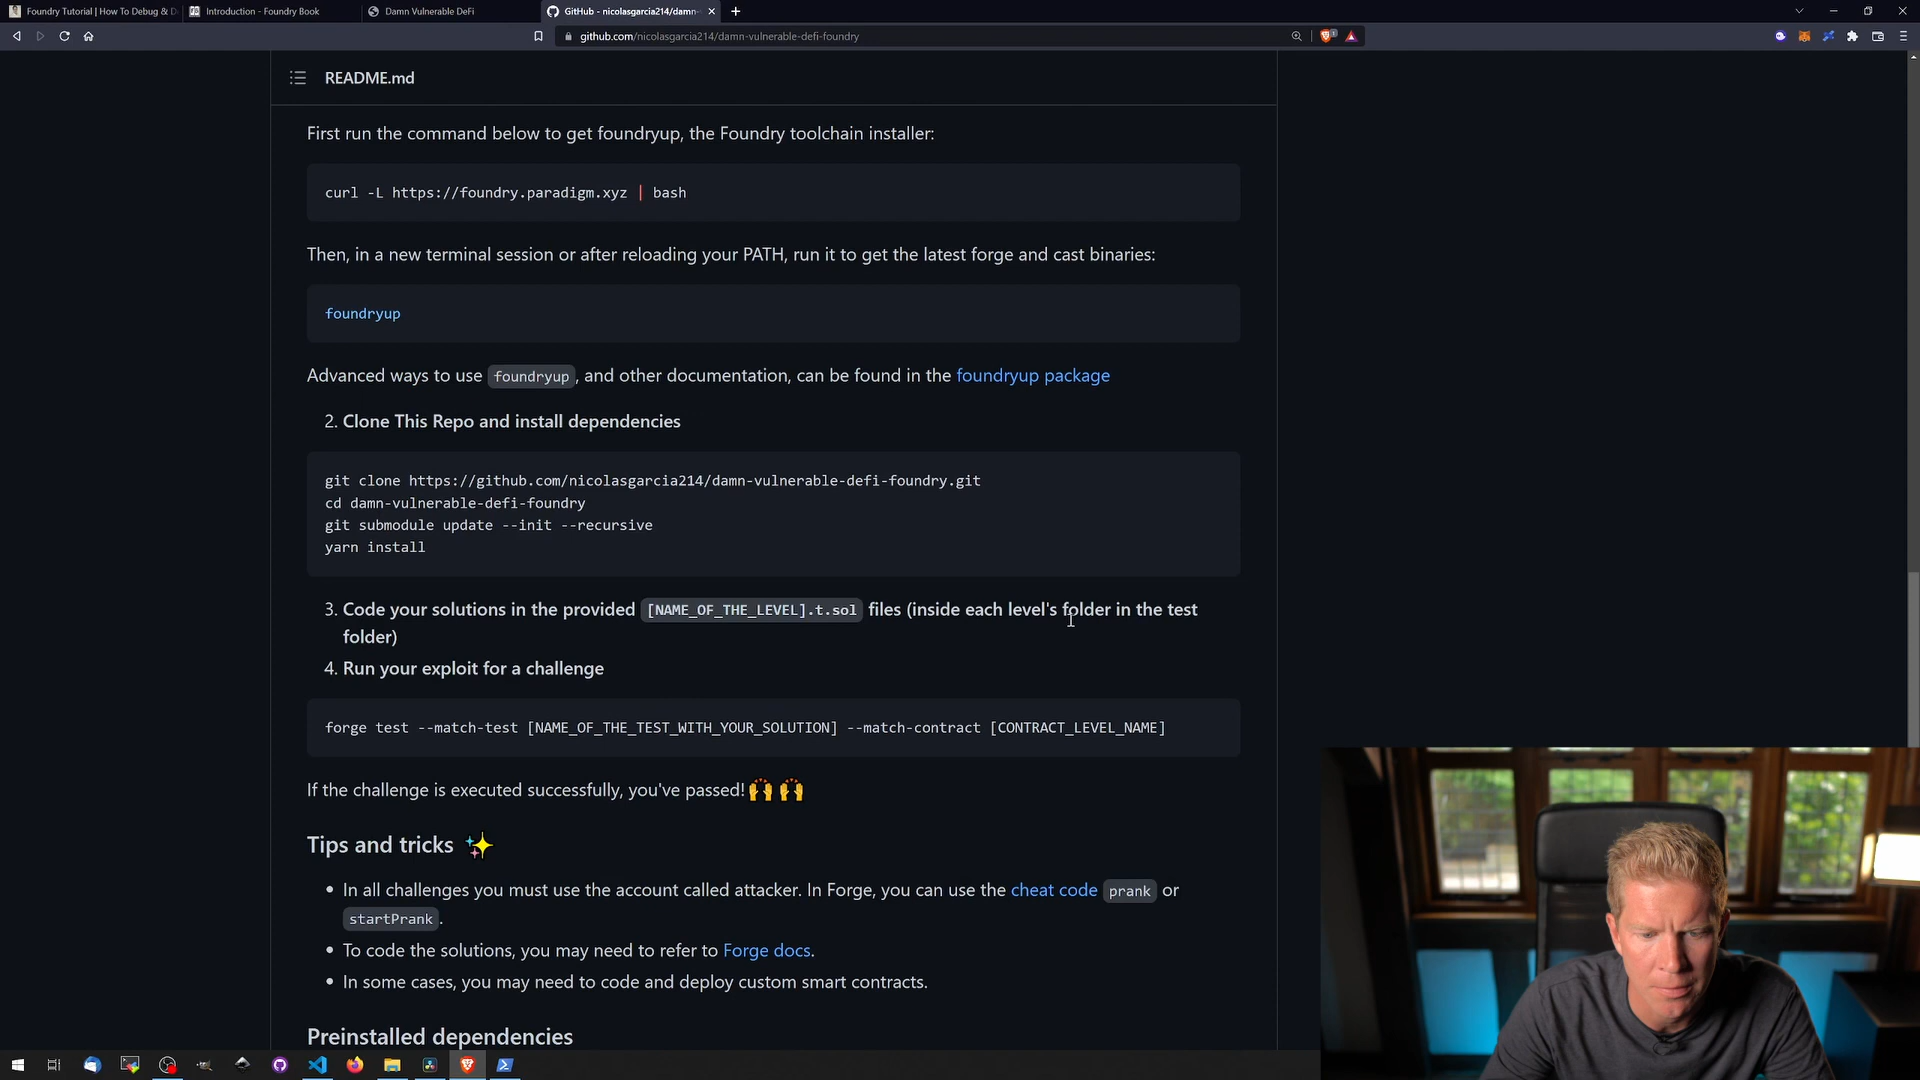 Foundry Tutorial | How To Debug & D
Introduction - Foundry Book
Damn Vulnerable DeFi
GitHub - nicolasgarcia214/damn-
github.com/nicolasgarcia214/damn-vulnerable-defi-foundry
README.md
First run the command below to get foundryup, the Foundry toolchain installer:
curl -L https://foundry.paradigm.xyz | bash
Then, in a new terminal session or after reloading your PATH, run it to get the latest forge and cast binaries:
foundryup
Advanced ways to use foundryup, and other documentation, can be found in the foundryup package
2. Clone This Repo and install dependencies
git clone https://github.com/nicolasgarcia214/damn-vulnerable-defi-foundry.git
cd damn-vulnerable-defi-foundry
git submodule update --init --recursive
yarn install
3. Code your solutions in the provided [NAME_OF_THE_LEVEL].t.sol files (inside each level's folder in the test
folder)
4. Run your exploit for a challenge
forge test --match-test [NAME_OF_THE_TEST_WITH_YOUR_SOLUTION] --match-contract [CONTRACT_LEVEL_NAME]
If the challenge is executed successfully, you've passed! 🙌 🙌
Tips and tricks ✨
• In all challenges you must use the account called attacker. In Forge, you can use the cheat code prank or
startPrank.
• To code the solutions, you may need to refer to Forge docs.
• In some cases, you may need to code and deploy custom smart contracts.
Preinstalled dependencies